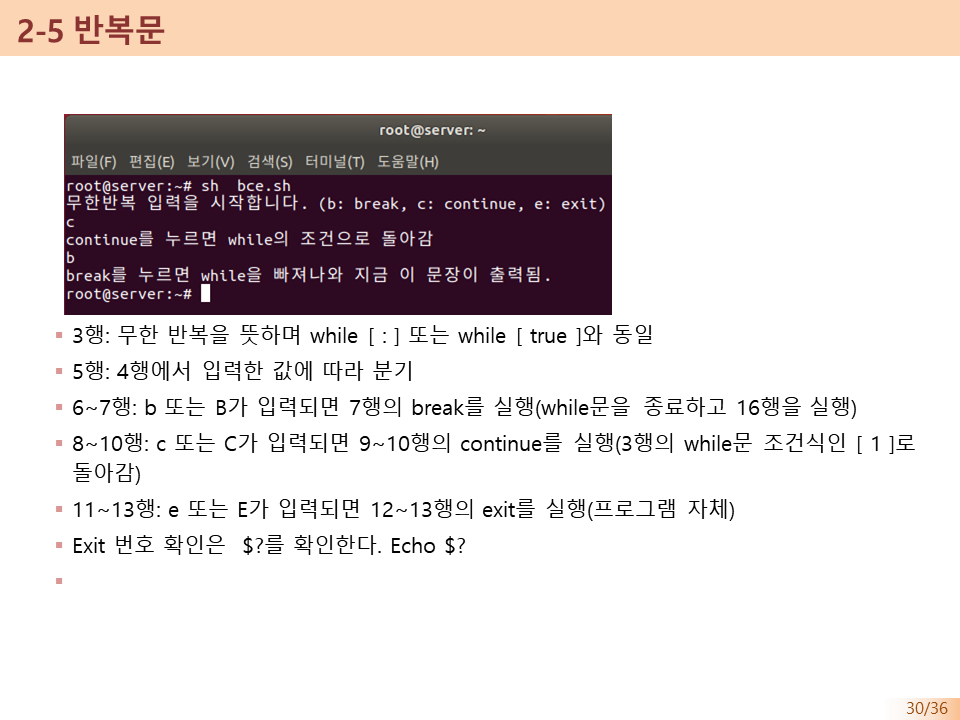 2-5 반복문
root@server: ~
파일(F) 편집(E) 보기(V) 검색(S) 터미널(T) 도움말(H)
root@server:~# sh  bce.sh
무한반복 입력을 시작합니다. (b: break, c: continue, e: exit)
c
continue를 누르면 while의 조건으로 돌아감
b
break를 누르면 while을 빠져나와 지금 이 문장이 출력됨.
root@server:~#
3행: 무한 반복을 뜻하며 while [ : ] 또는 while [ true ]와 동일
5행: 4행에서 입력한 값에 따라 분기
6~7행: b 또는 B가 입력되면 7행의 break를 실행(while문을 종료하고 16행을 실행)
8~10행: c 또는 C가 입력되면 9~10행의 continue를 실행(3행의 while문 조건식인 [ 1 ]로
돌아감)
11~13행: e 또는 E가 입력되면 12~13행의 exit를 실행(프로그램 자체)
Exit 번호 확인은  $?를 확인한다. Echo $?
30/36